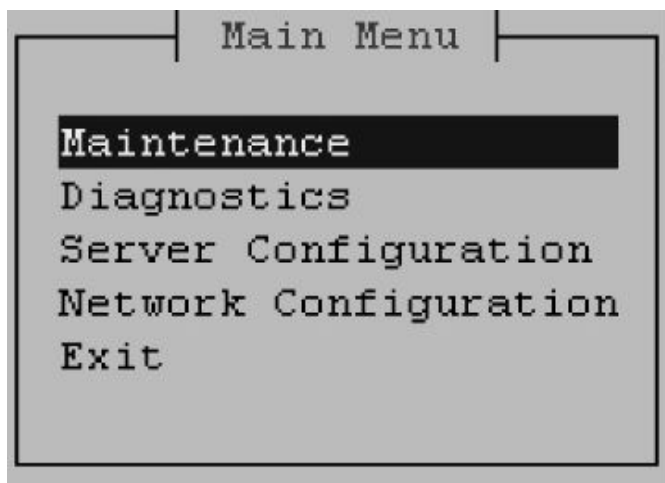 Main Menu
Maintenance
Diagnostics
Server Configuration
Network Configuration
Exit